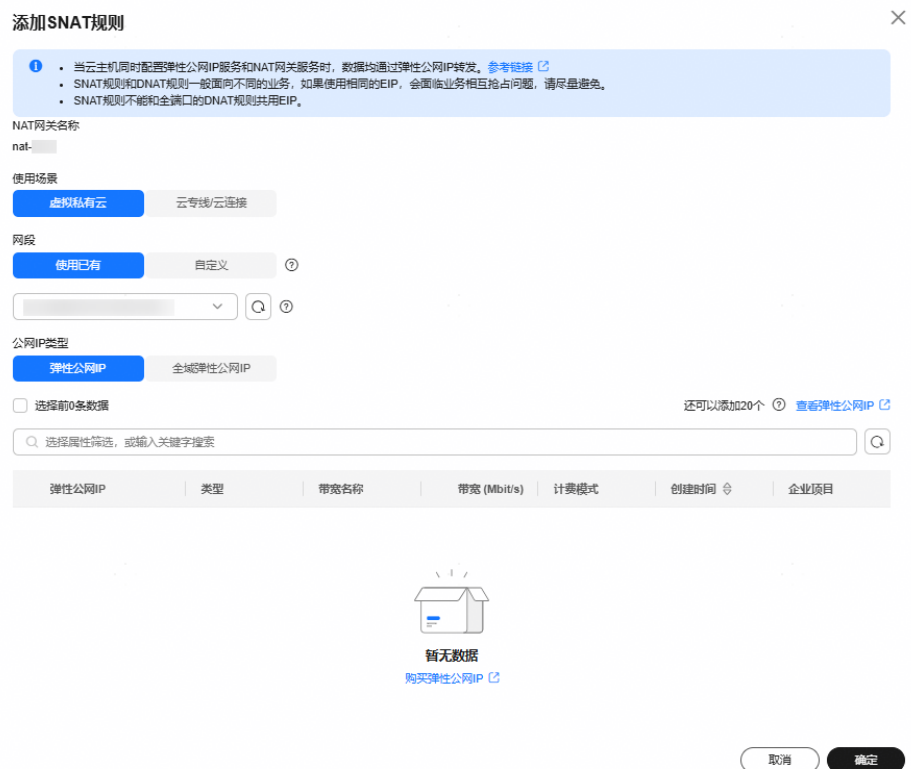 添加SNAT规则
• 当云主机同时配置弹性公网IP服务和NAT网关服务时，数据均通过弹性公网IP转发。参考链接
• SNAT规则和DNAT规则一般面向不同的业务，如果使用相同的EIP，会面临业务相互抢占问题，请尽量避免。
• SNAT规则不能和全端口的DNAT规则共用EIP。
NAT网关名称
nat-
使用场景
虚拟私有云 云专线/云连接
网段
使用已有 自定义
公网IP类型
弹性公网IP 全域弹性公网IP
选择前0条数据 还可以添加20个 查看弹性公网IP
选择属性筛选，或输入关键字搜索
弹性公网IP 类型 带宽名称 带宽 (Mbit/s) 计费模式 创建时间 企业项目
暂无数据
购买弹性公网IP
取消 确定